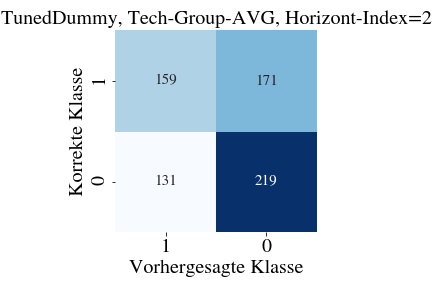 TunedDummy, Tech-Group-AVG, Horizont-Index=2
Korrekte Klasse
1
159
171
0
131
219
1
0
Vorhergesagte Klasse